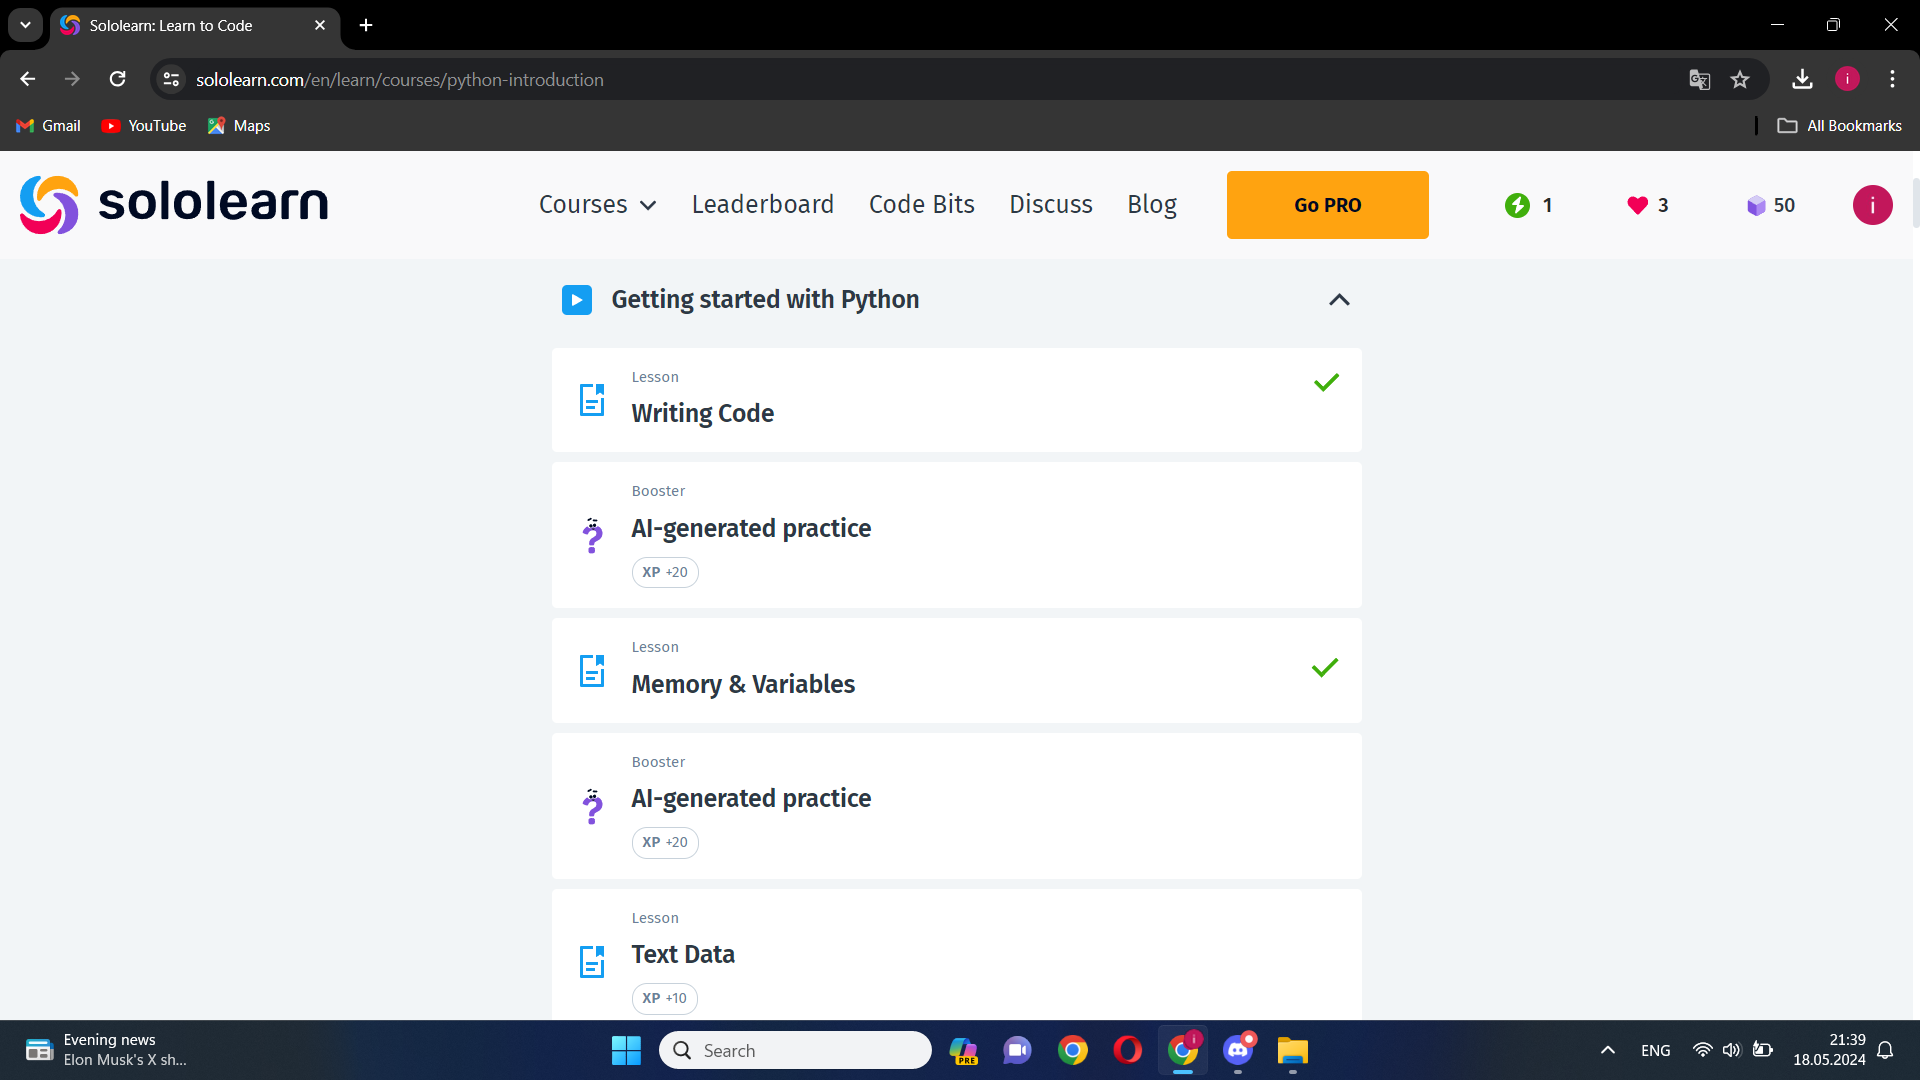 Sololearn: Learn to Code
sololearn.com/en/learn/courses/python-introduction
i
Gmail
YouTube
Maps
All Bookmarks
sololearn
Courses
Leaderboard
Code Bits
Discuss
Blog
Go PRO
1
3
50
i
Getting started with Python
Lesson
Writing Code
Booster
AI-generated practice
XP +20
Lesson
Memory & Variables
Booster
AI-generated practice
XP +20
Lesson
Text Data
XP +10
Evening news
Elon Musk's X sh...
Search
PRE
i
ENG
21:39
18.05.2024